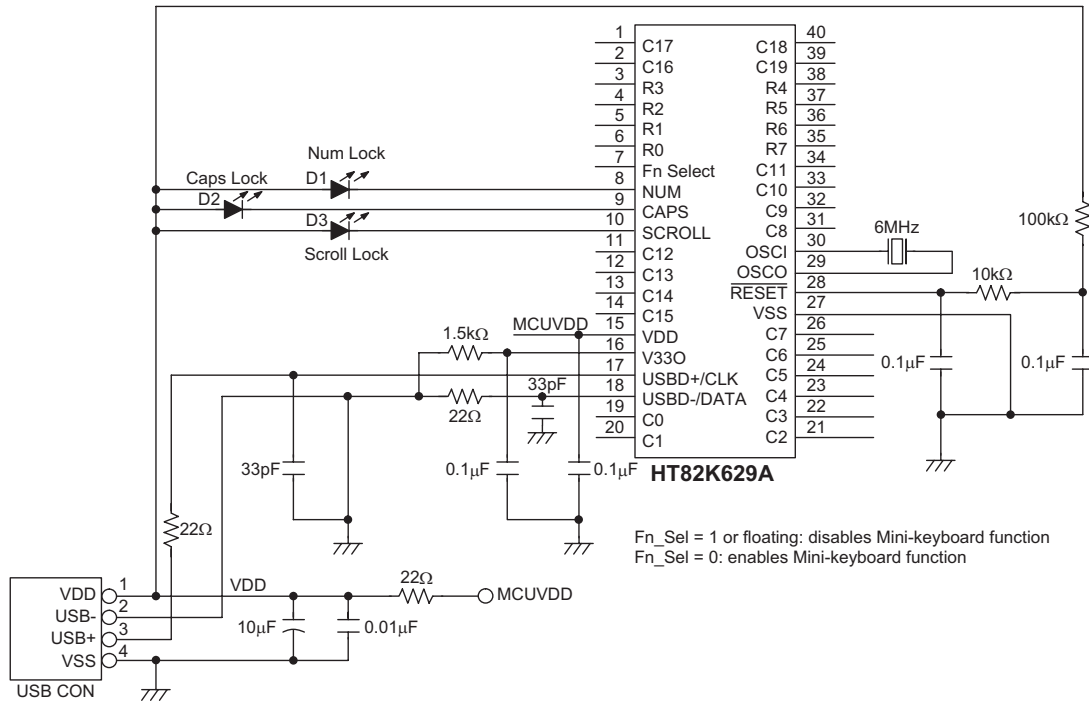 1 C17
2 C16
3 R3
4 R2
5 R1
6 R0
7 Fn Select
8 NUM
9 CAPS
10 SCROLL
11 C12
12 C13
13 C14
14 C15
15 VDD
16 V33O
17 USBD+/CLK
18 USBD-/DATA
19 C0
20 C1
40 C18
39 C19
38 R4
37 R5
36 R6
35 R7
34 C11
33 C10
32 C9
31 C8
30 OSCI
29 OSCO
28 RESET
27 VSS
26 C7
25 C6
24 C5
23 C4
22 C3
21 C2
HT82K629A
Num Lock
D1
Caps Lock
D2
D3
Scroll Lock
6MHz
100kΩ
10kΩ
0.1μF
0.1μF
MCUVDD
1.5kΩ
22Ω
33pF
33pF
0.1μF
0.1μF
22Ω
Fn_Sel = 1 or floating: disables Mini-keyboard function
Fn_Sel = 0: enables Mini-keyboard function
VDD 1
USB- 2
USB+ 3
VSS 4
USB CON
VDD
22Ω
MCUVDD
10μF
0.01μF